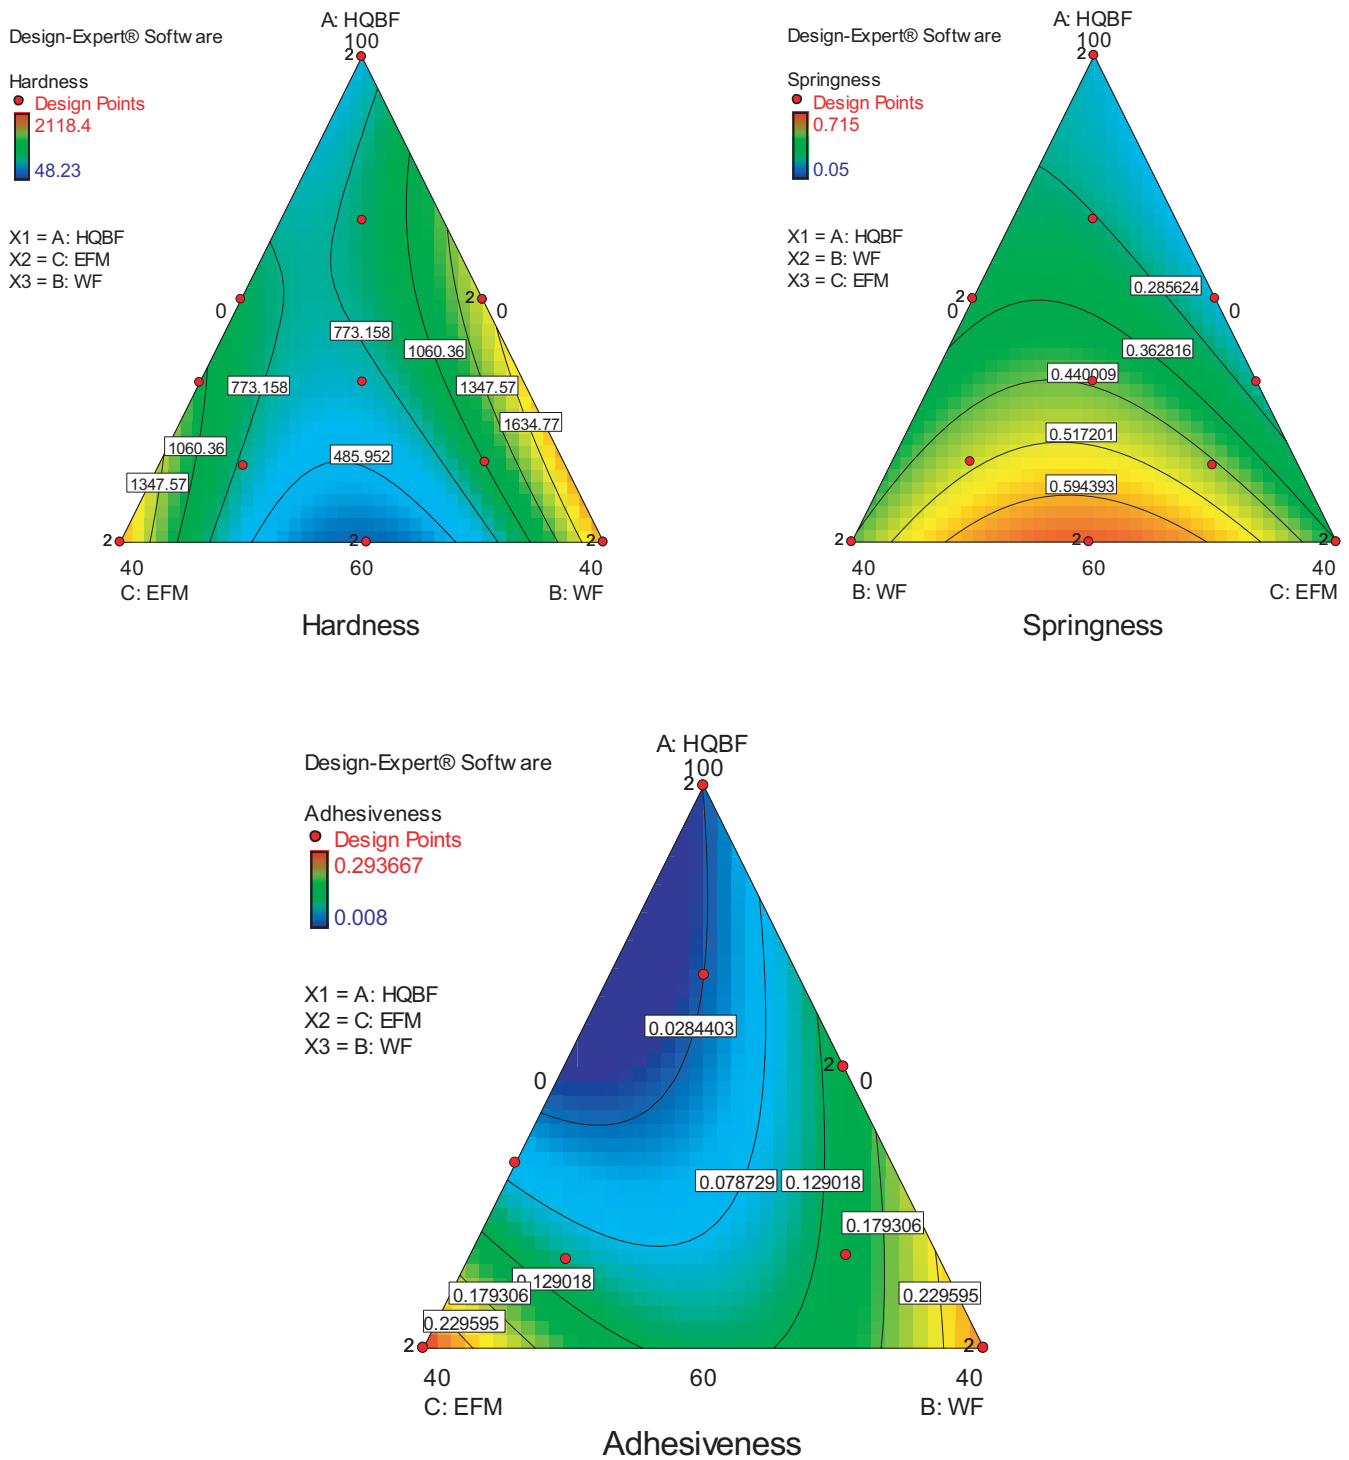 A: HQBF
100
Design-Expert® Software
2
Hardness
Design Points
2118.4
48.23
X1 = A: HQBF
X2 = C: EFM
X3 = B: WF
0
2
0
773.158
1060.36
773.158
1347.57
1634.77
1060.36
485.952
1347.57
2
2
2
40
60
40
C: EFM
B: WF
Hardness
A: HQBF
100
Design-Expert® Software
2
Springness
Design Points
0.715
0.05
X1 = A: HQBF
X2 = B: WF
X3 = C: EFM
2
0
0
0.285624
0.362816
0.440009
0.517201
0.594393
2
2
2
40
60
40
B: WF
C: EFM
Springness
A: HQBF
100
Design-Expert® Software
2
Adhesiveness
Design Points
0.293667
0.008
X1 = A: HQBF
X2 = C: EFM
X3 = B: WF
0.0284403
0
2
0
0.078729
0.129018
0.179306
0.129018
0.179306
0.229595
0.229595
2
2
40
60
40
C: EFM
B: WF
Adhesiveness